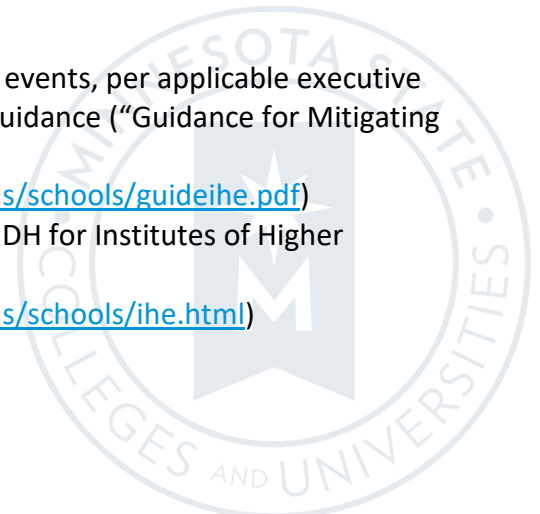 events, per applicable executive
uidance (“Guidance for Mitigating
s/schools/guideihe.pdf)
DH for Institutes of Higher
s/schools/ihe.html)
MINNESOTA STATE
COLLEGES AND UNIVERSITIES
M